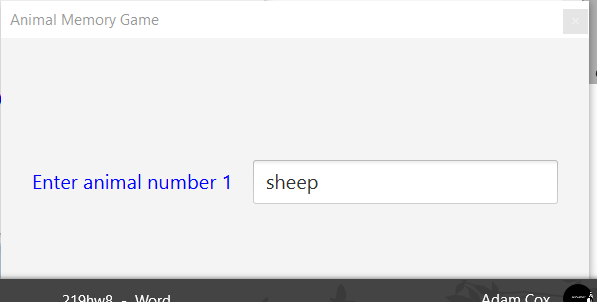 Animal Memory Game
Enter animal number 1
sheep
219hw8 - Word
Adam Cox